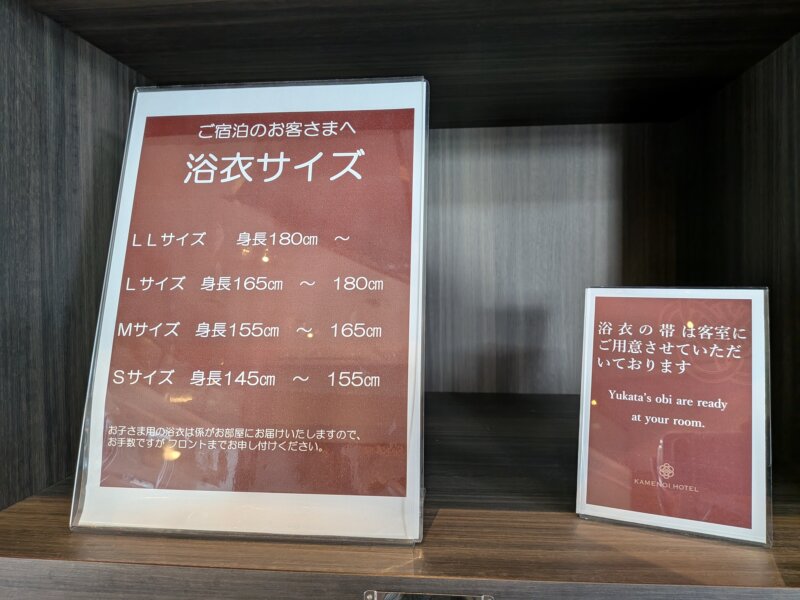 ご宿泊のお客さまへ
浴衣サイズ
ＬＬサイズ　身長180㎝　～
Ｌサイズ　身長165㎝　～　180㎝
Ｍサイズ　身長155㎝　～　165㎝
Ｓサイズ　身長145㎝　～　155㎝
お子さま用の浴衣は係がお部屋にお届けいたしますので、
お手数ですが フロントまでお申し付けください。
浴衣の帯は客室に
ご用意させていただ
いております
Yukata's obi are ready
at your room.
KAMENOI HOTEL